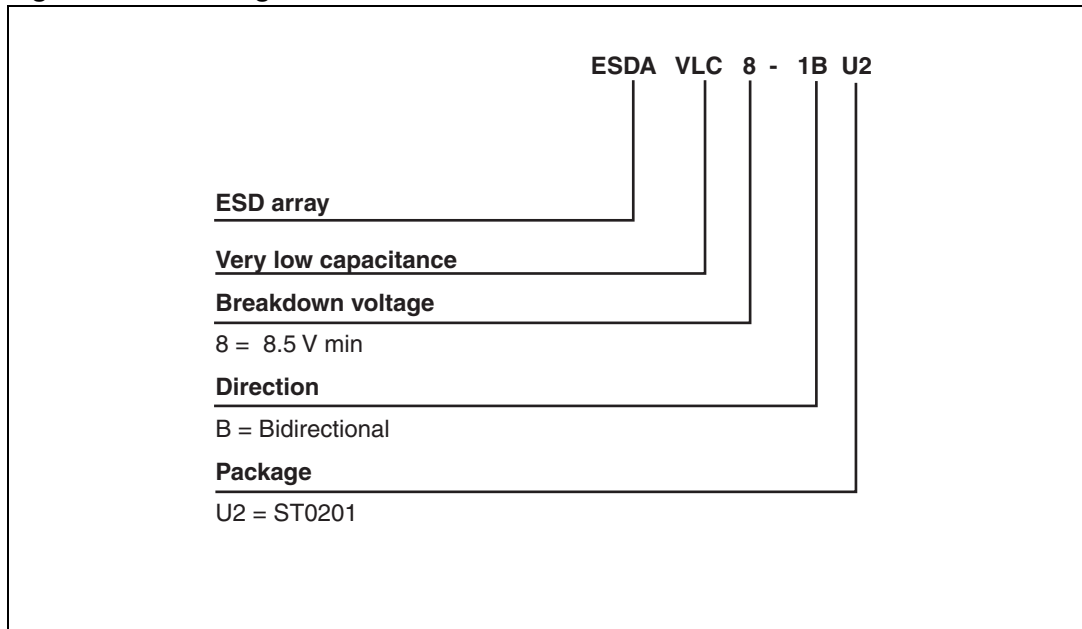 ESDA VLC 8 - 1B U2
ESD array
Very low capacitance
Breakdown voltage
8 = 8.5 V min
Direction
B = Bidirectional
Package
U2 = ST0201